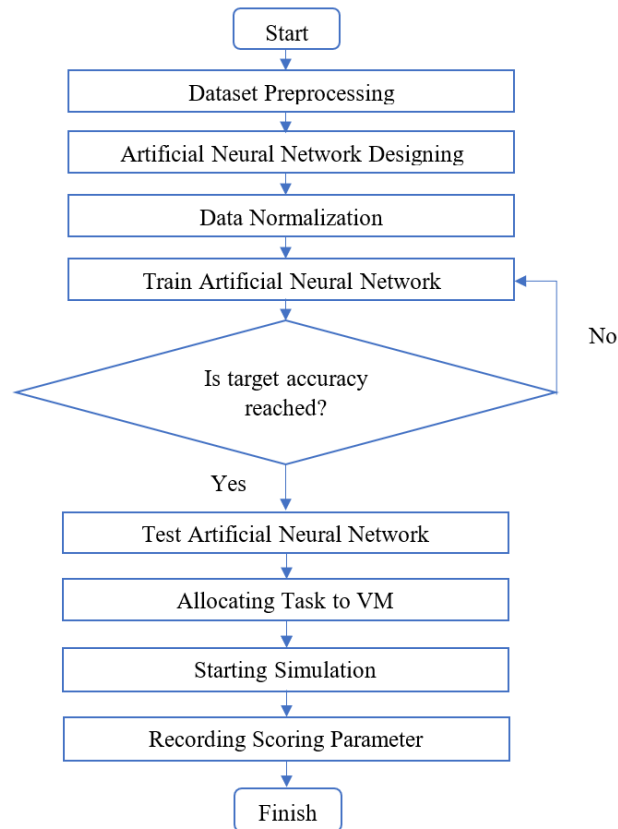 Start
Dataset Preprocessing
Artificial Neural Network Designing
Data Normalization
Train Artificial Neural Network
No
Is target accuracy
reached?
Yes
Test Artificial Neural Network
Allocating Task to VM
Starting Simulation
Recording Scoring Parameter
Finish